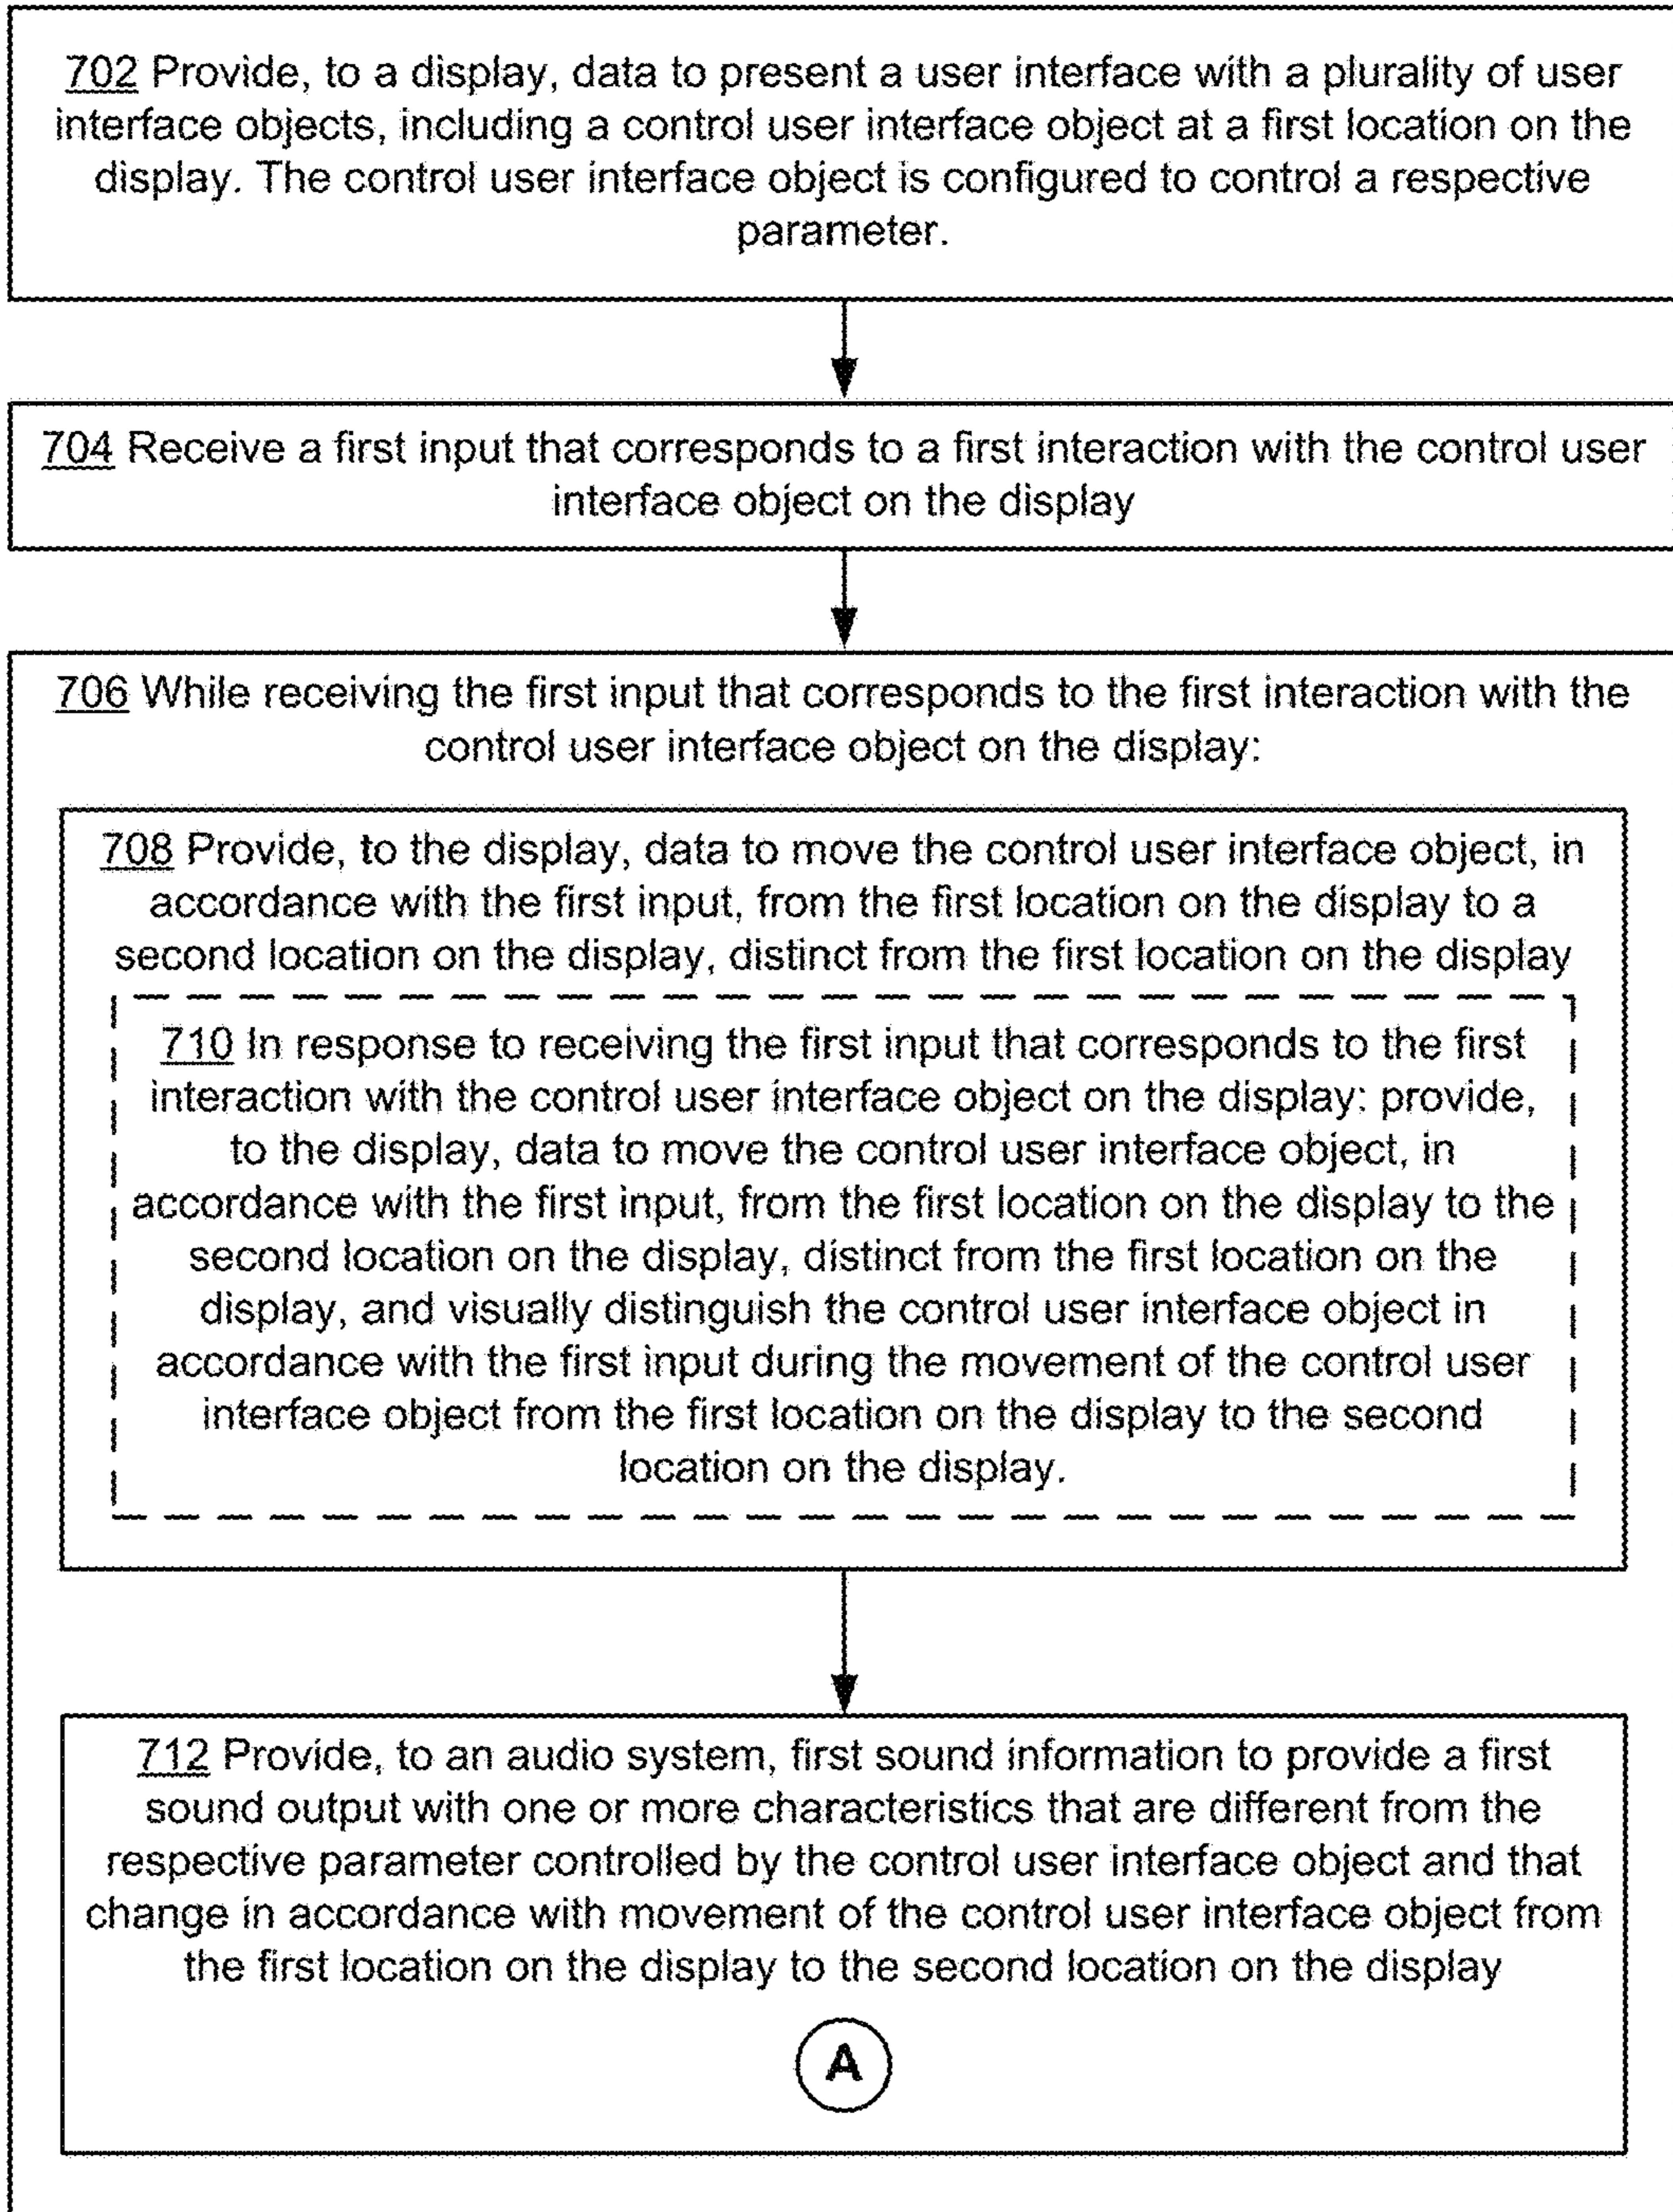 702 Provide, to a display, data to present a user interface with a plurality of user
interface objects, including a control user interface object at a first location on the
display. The control user interface object is configured to control a respective
parameter.
704 Receive a first input that corresponds to a first interaction with the control user
interface object on the display
706 While receiving the first input that corresponds to the first interaction with the
control user interface object on the display:
708 Provide, to the display, data to move the control user interface object, in
accordance with the first input, from the first location on the display to a
second location on the display, distinct from the first location on the display
710 In response to receiving the first input that corresponds to the first
interaction with the control user interface object on the display: provide,
to the display, data to move the control user interface object, in
accordance with the first input, from the first location on the display to the
second location on the display, distinct from the first location on the
display, and visually distinguish the control user interface object in
accordance with the first input during the movement of the control user
interface object from the first location on the display to the second
location on the display.
712 Provide, to an audio system, first sound information to provide a first
sound output with one or more characteristics that are different from the
respective parameter controlled by the control user interface object and that
change in accordance with movement of the control user interface object from
the first location on the display to the second location on the display
A